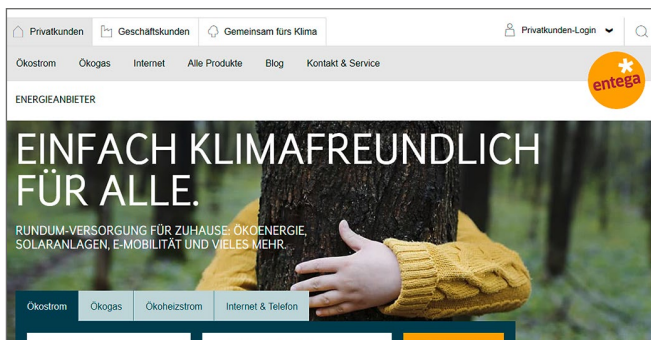 Privatkunden Geschäftskunden Gemeinsam fürs Klima Privatkunden-Login
Ökostrom Ökogas Internet Alle Produkte Blog Kontakt & Service
entega
ENERGIEANBIETER
EINFACH KLIMAFREUNDLICH
FÜR ALLE.
RUNDUM-VERSORGUNG FÜR ZUHAUSE: ÖKOENERGIE,
SOLARANLAGEN, E-MOBILITÄT UND VIELES MEHR.
Ökostrom Ökogas Ökoheizstrom Internet & Telefon